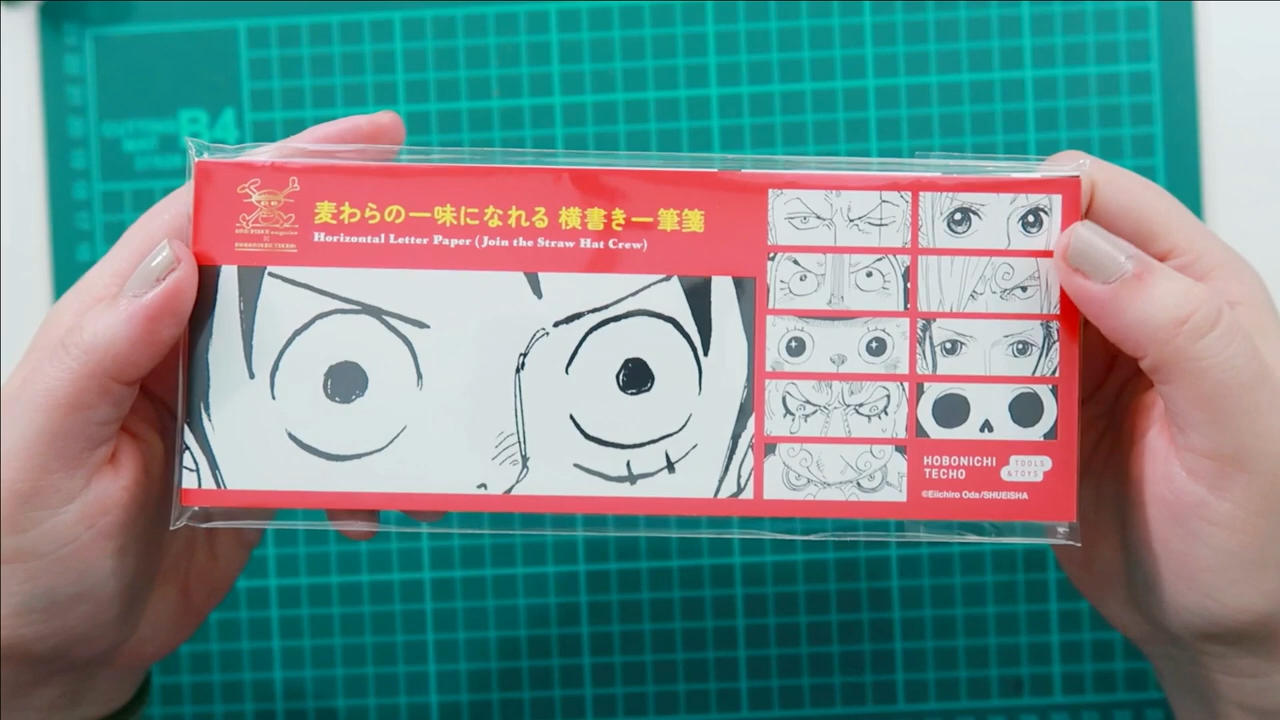 麦わらの一味になれる 横書き一筆箋
Horizontal Letter Paper (Join the Straw Hat Crew)
HOBONICHI
TECHO
TOOLS
&TOYS
©Eiichiro Oda/SHUEISHA
B4